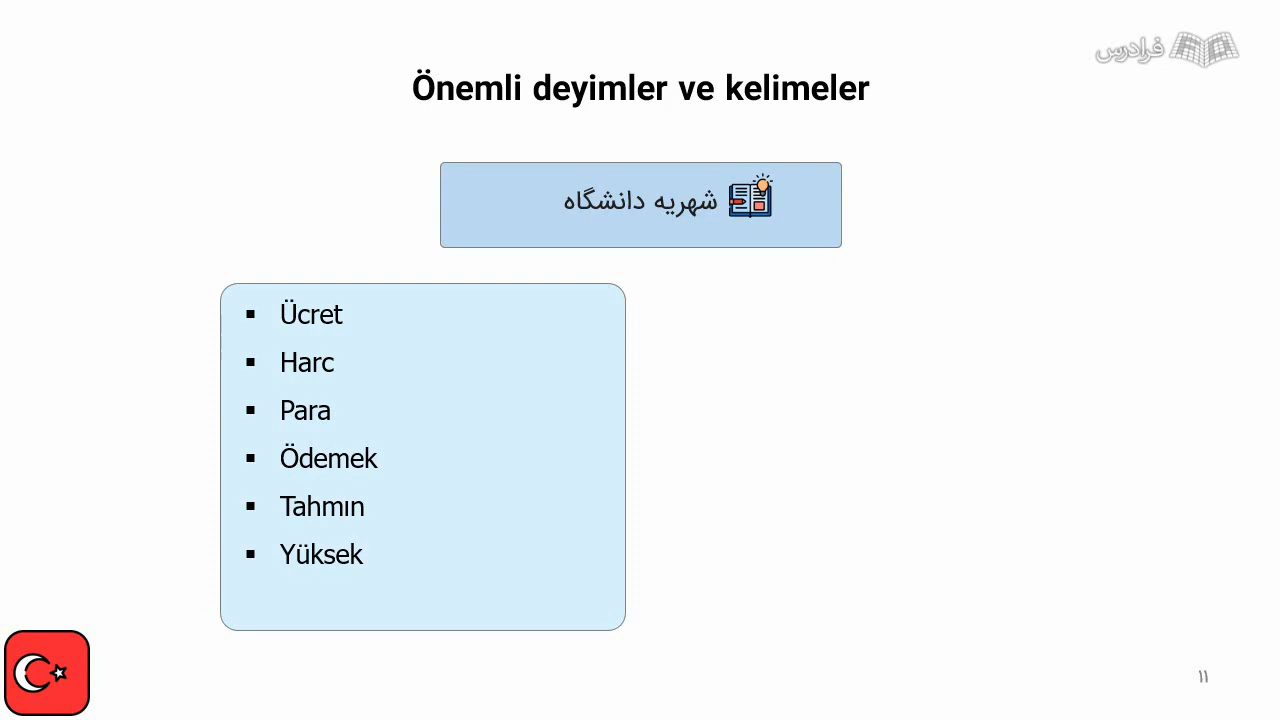 فرادرس
Önemli deyimler ve kelimeler
شهریه دانشگاه
▪ Ücret
▪ Harc
▪ Para
▪ Ödemek
▪ Tahmın
▪ Yüksek
۱۱